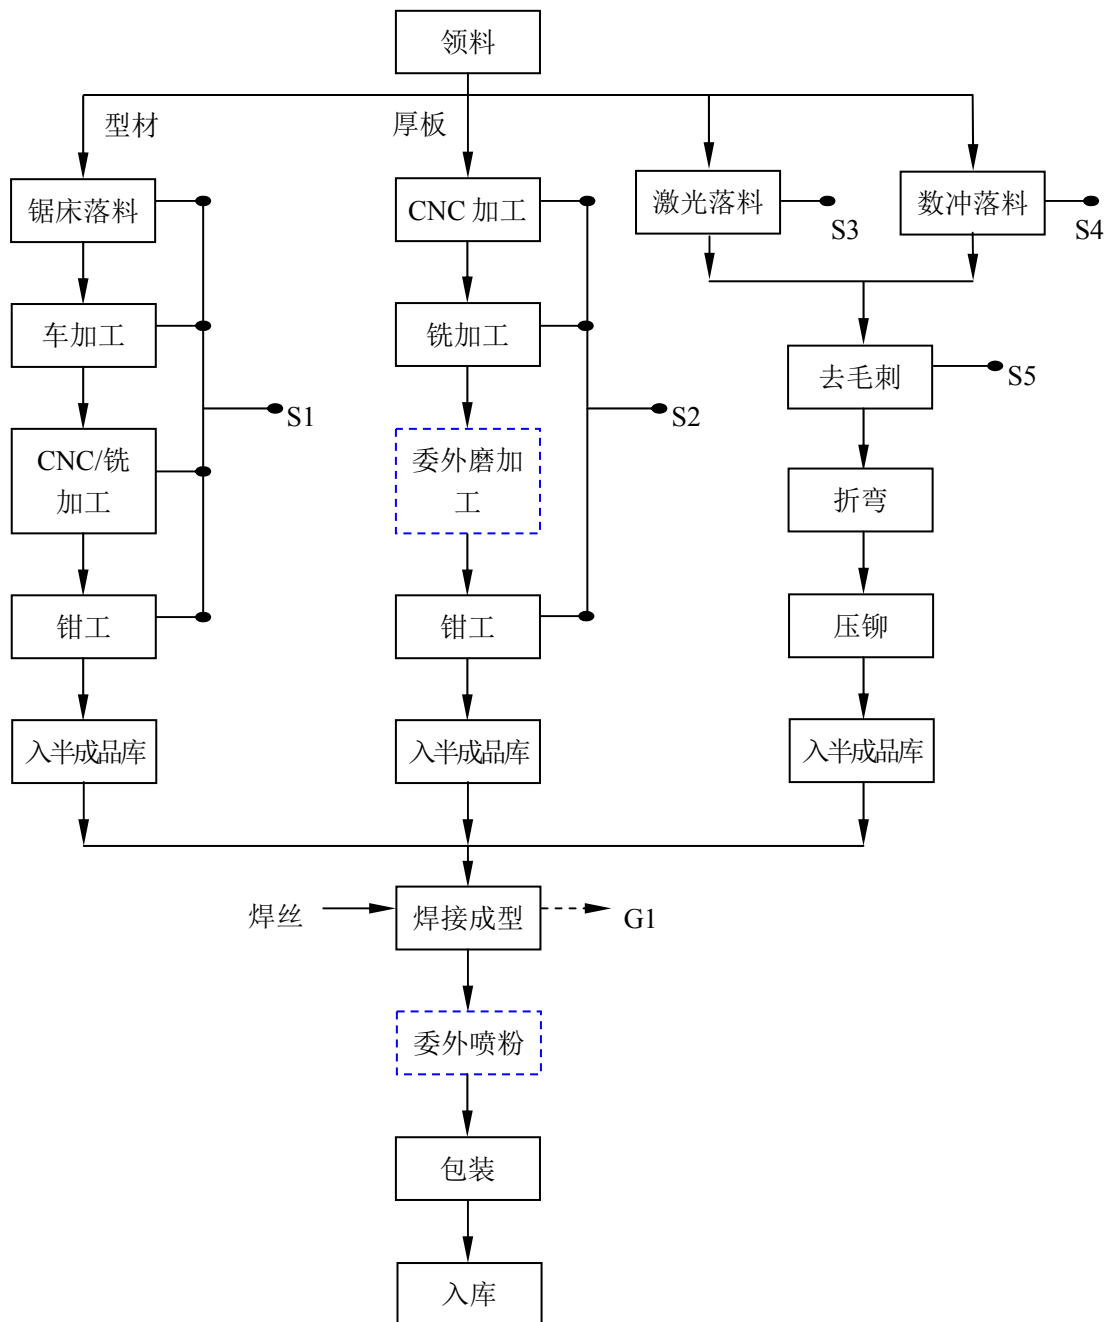 领料
型材
厚板
锯床落料
CNC 加工
激光落料
数冲落料
S3
S4
车加工
铣加工
去毛刺
S5
S1
S2
CNC/铣
加工
委外磨加
工
折弯
钳工
钳工
压铆
入半成品库
入半成品库
入半成品库
焊丝
焊接成型
G1
委外喷粉
包装
入库